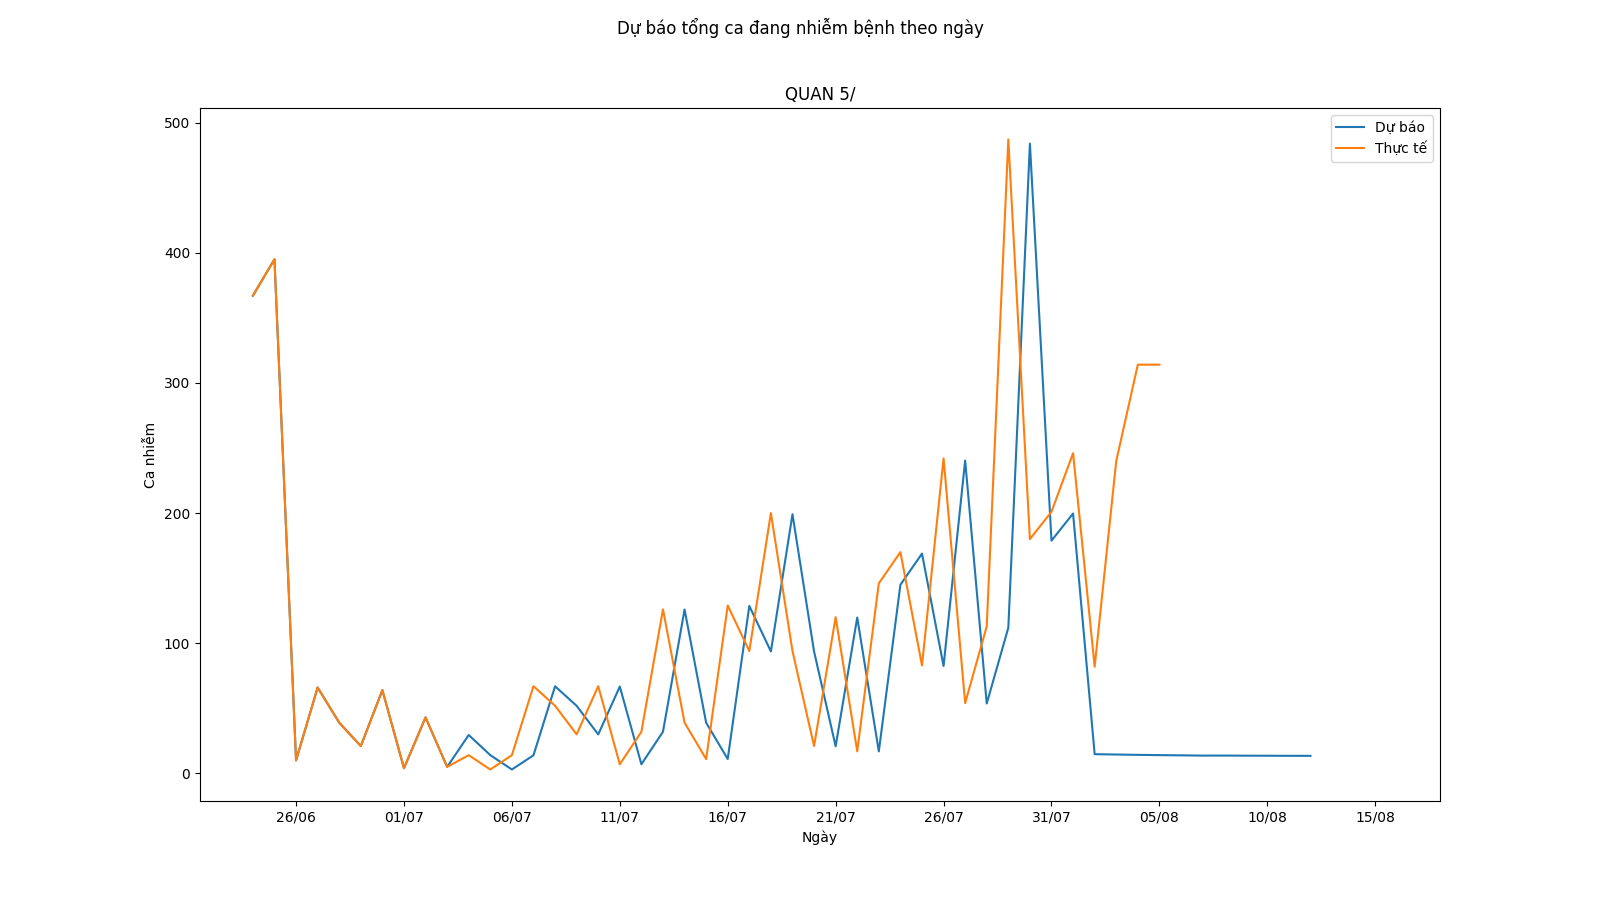 Dự báo tổng ca đang nhiễm bệnh theo ngày
QUAN 5/
Dự báo
Thực tế
500
400
300
200
100
0
Ca nhiễm
26/06 01/07 06/07 11/07 16/07 21/07 26/07 31/07 05/08 10/08 15/08
Ngày